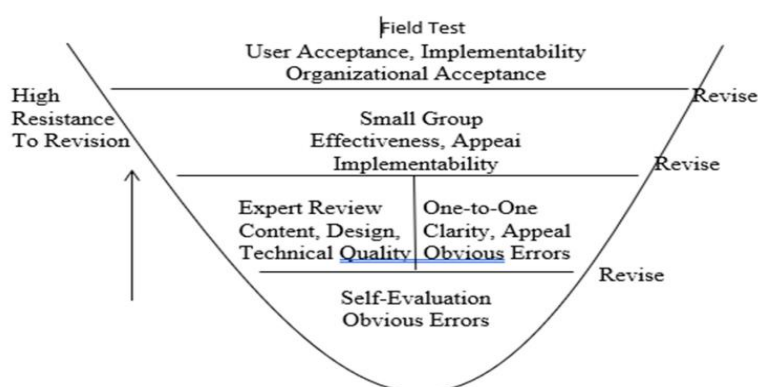 Field Test
User Acceptance, Implementability
Organizational Acceptance
High
Resistance
To Revision
Revise
Small Group
Effectiveness, Appeai
Implementability
Revise
Expert Review
Content, Design,
Technical Quality
One-to-One
Clarity, Appeal
Obvious Errors
Revise
Self-Evaluation
Obvious Errors